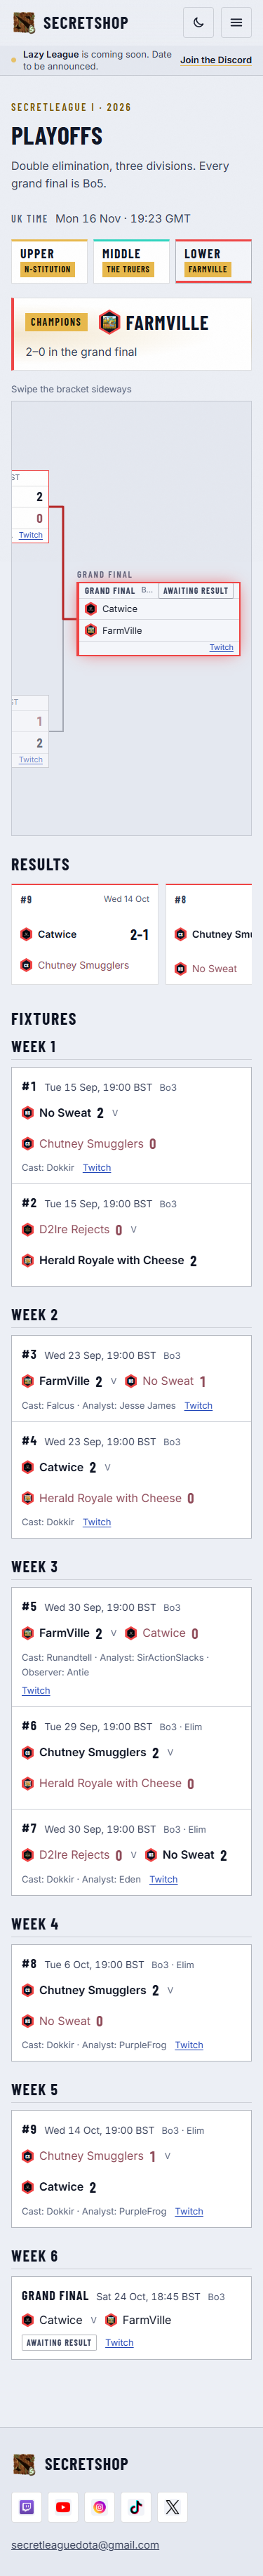 SECRETSHOP
Lazy League is coming soon. Date to be announced.
Join the Discord
SECRETLEAGUE I · 2026
PLAYOFFS
Double elimination, three divisions. Every
grand final is Bo5.
UK TIME Mon 16 Nov · 19:23 GMT
UPPER
N-STITUTION
MIDDLE
THE TRUERS
LOWER
FARMVILLE
CHAMPIONS FARMVILLE
2–0 in the grand final
Swipe the bracket sideways
ST
2
0
Twitch
GRAND FINAL
GRAND FINAL B... AWAITING RESULT
Catwice
FarmVille
Twitch
ST
1
2
Twitch
RESULTS
#9 Wed 14 Oct
Catwice 2-1
Chutney Smugglers
#8
Chutney Smu
No Sweat
FIXTURES
WEEK 1
#1 Tue 15 Sep, 19:00 BST Bo3
No Sweat 2 V
Chutney Smugglers 0
Cast: Dokkir Twitch
#2 Tue 15 Sep, 19:00 BST Bo3
D2Ire Rejects 0 V
Herald Royale with Cheese 2
WEEK 2
#3 Wed 23 Sep, 19:00 BST Bo3
FarmVille 2 V No Sweat 1
Cast: Falcus · Analyst: Jesse James Twitch
#4 Wed 23 Sep, 19:00 BST Bo3
Catwice 2 V
Herald Royale with Cheese 0
Cast: Dokkir Twitch
WEEK 3
#5 Wed 30 Sep, 19:00 BST Bo3
FarmVille 2 V Catwice 0
Cast: Runandtell · Analyst: SirActionSlacks ·
Observer: Antie
Twitch
#6 Tue 29 Sep, 19:00 BST Bo3 · Elim
Chutney Smugglers 2 V
Herald Royale with Cheese 0
#7 Wed 30 Sep, 19:00 BST Bo3 · Elim
D2Ire Rejects 0 V No Sweat 2
Cast: Dokkir · Analyst: Eden Twitch
WEEK 4
#8 Tue 6 Oct, 19:00 BST Bo3 · Elim
Chutney Smugglers 2 V
No Sweat 0
Cast: Dokkir · Analyst: PurpleFrog Twitch
WEEK 5
#9 Wed 14 Oct, 19:00 BST Bo3 · Elim
Chutney Smugglers 1 V
Catwice 2
Cast: Dokkir · Analyst: PurpleFrog Twitch
WEEK 6
GRAND FINAL Sat 24 Oct, 18:45 BST Bo3
Catwice V FarmVille
AWAITING RESULT Twitch
SECRETSHOP
secretleaguedota@gmail.com